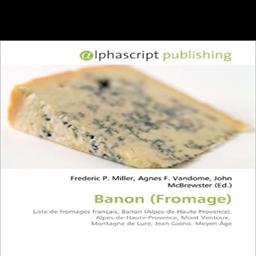 alphascript publishing
Frederic P. Miller, Agnes F. Vandome, John
McBrewster (Ed.)
Banon (Fromage)
Liste de fromages français, Banon (Alpes-de-Haute-Provence),
Alpes-de-Haute-Provence, Mont Ventoux,
Montagne de Lure, Jean Giono, Moyen Âge